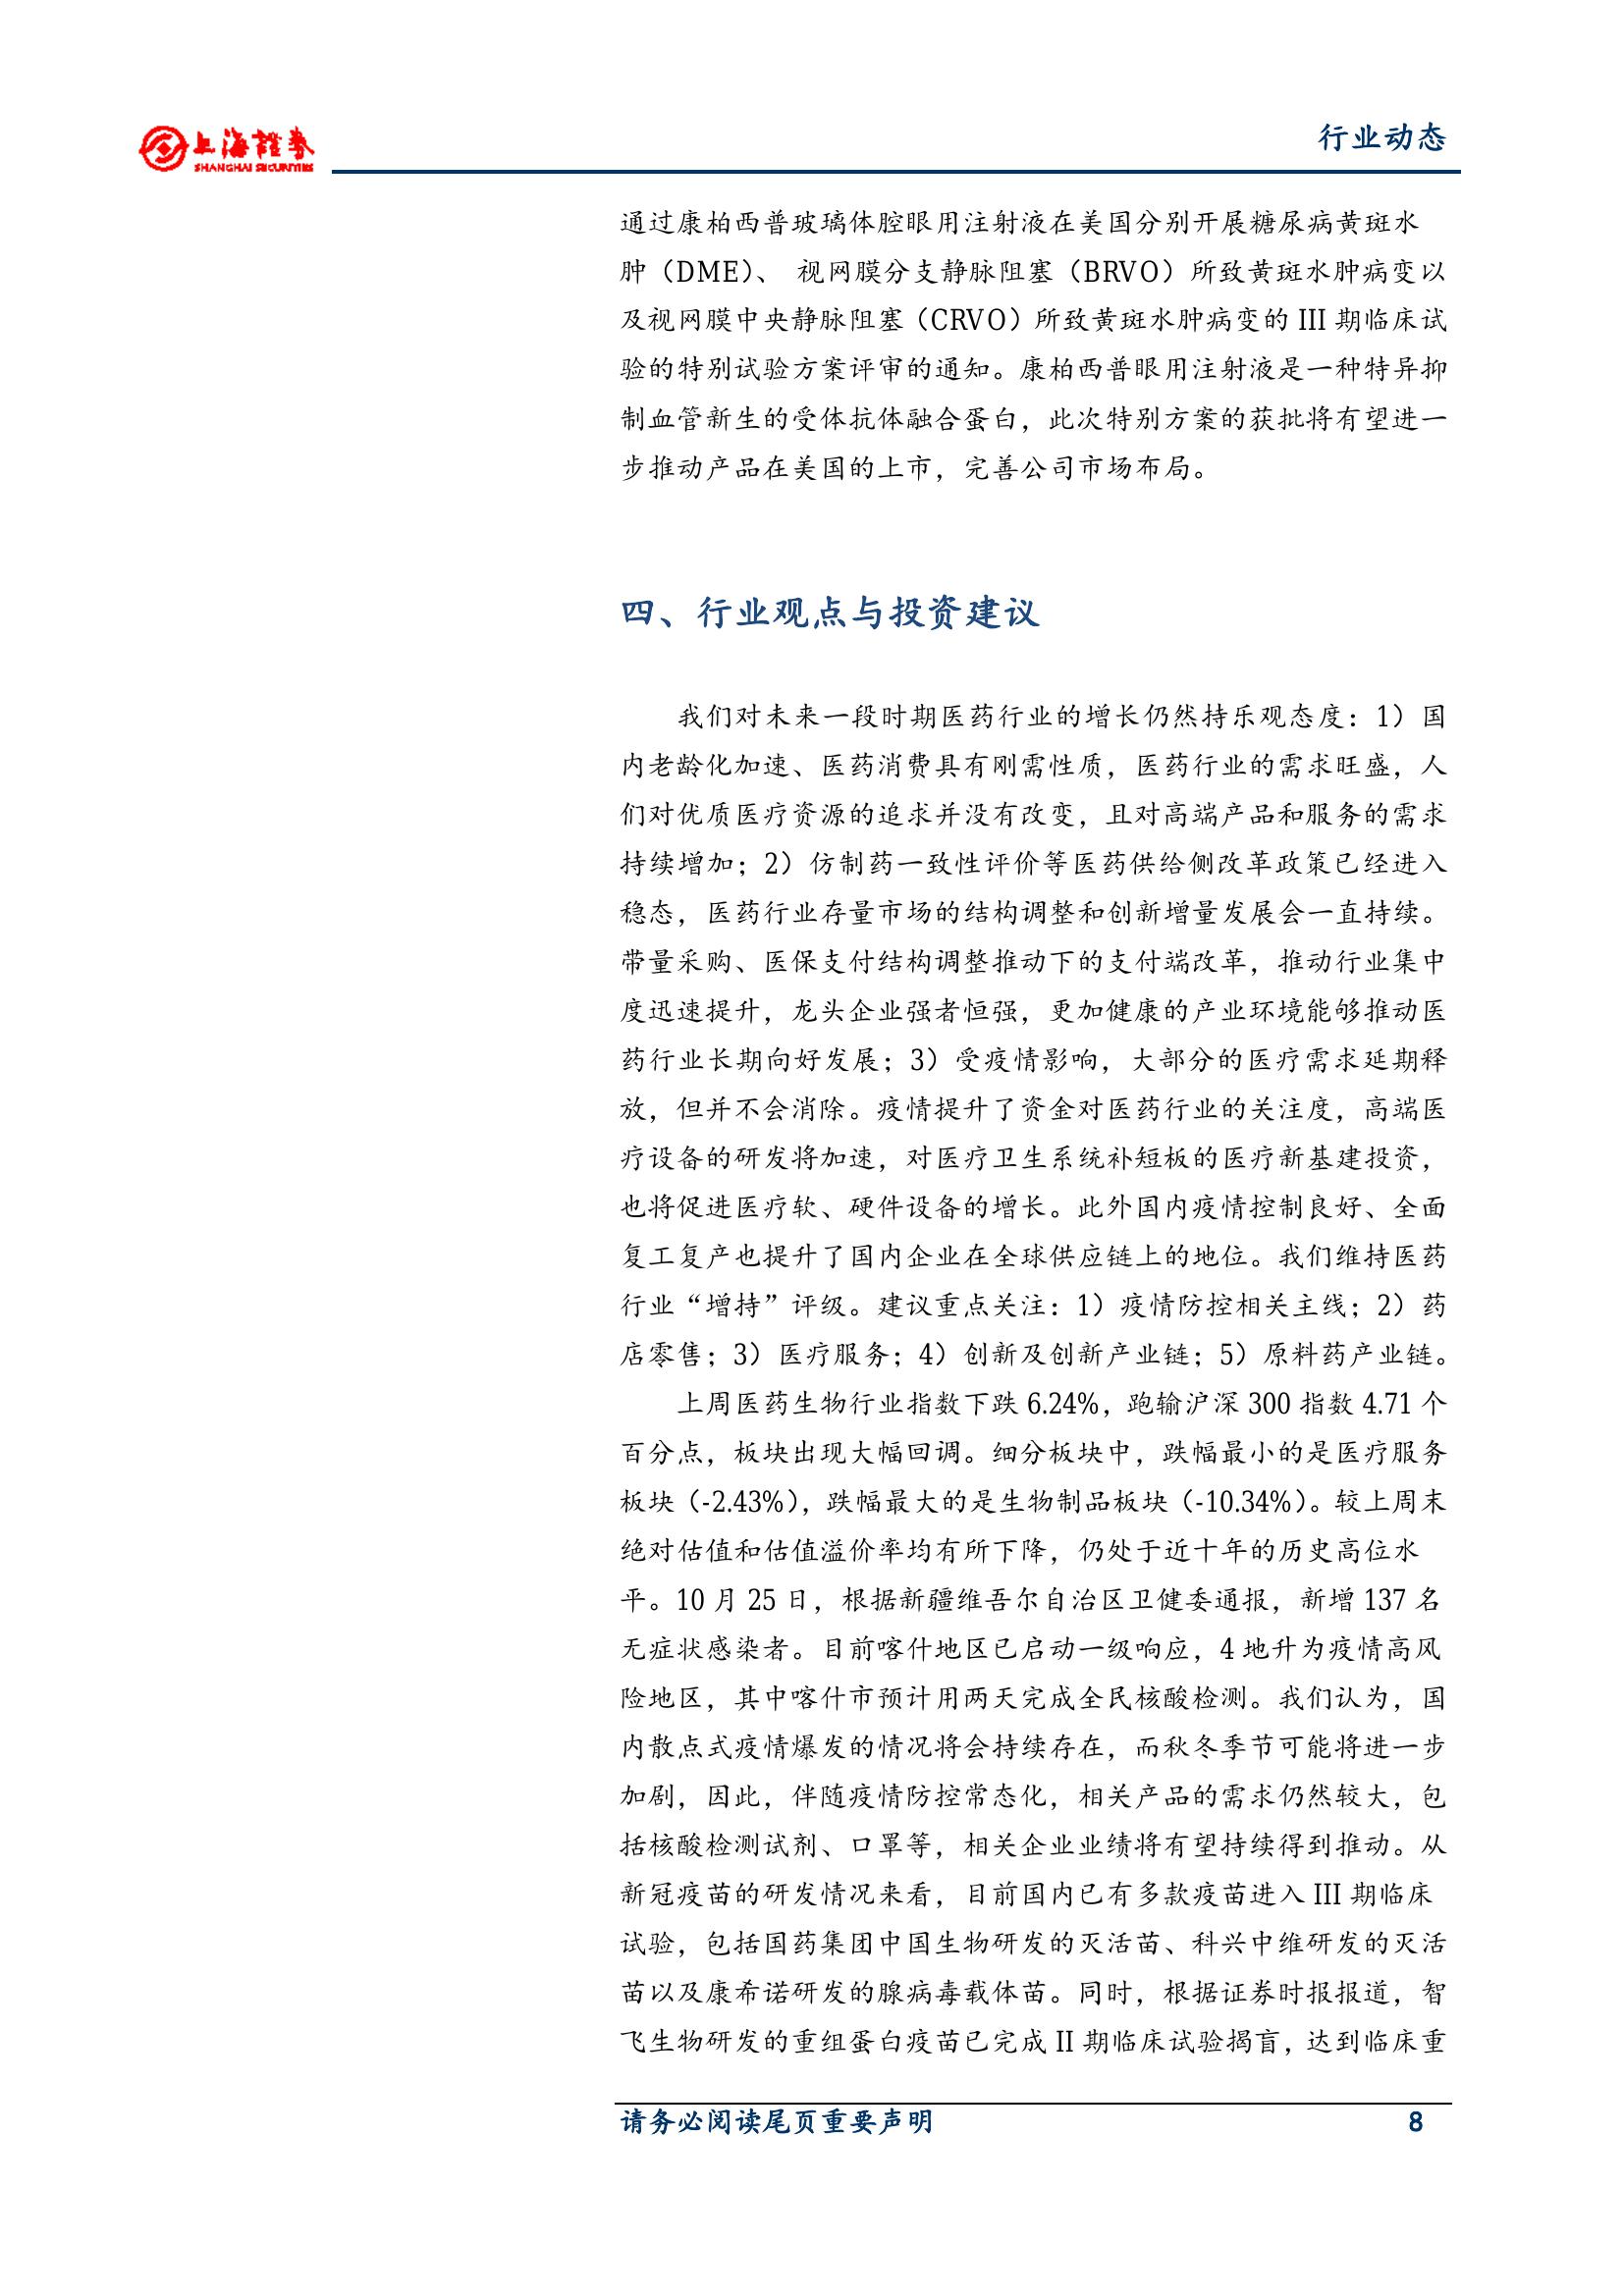 上海證券
SHANGHAI SECURITIES
行业动态
通过康柏西普玻璃体腔眼用注射液在美国分别开展糖尿病黄斑水
肿（DME）、 视网膜分支静脉阻塞（BRVO）所致黄斑水肿病变以
及视网膜中央静脉阻塞（CRVO）所致黄斑水肿病变的 III 期临床试
验的特别试验方案评审的通知。康柏西普眼用注射液是一种特异抑
制血管新生的受体抗体融合蛋白，此次特别方案的获批将有望进一
步推动产品在美国的上市，完善公司市场布局。
四、行业观点与投资建议
我们对未来一段时期医药行业的增长仍然持乐观态度：1）国
内老龄化加速、医药消费具有刚需性质，医药行业的需求旺盛，人
们对优质医疗资源的追求并没有改变，且对高端产品和服务的需求
持续增加；2）仿制药一致性评价等医药供给侧改革政策已经进入
稳态，医药行业存量市场的结构调整和创新增量发展会一直持续。
带量采购、医保支付结构调整推动下的支付端改革，推动行业集中
度迅速提升，龙头企业强者恒强，更加健康的产业环境能够推动医
药行业长期向好发展；3）受疫情影响，大部分的医疗需求延期释
放，但并不会消除。疫情提升了资金对医药行业的关注度，高端医
疗设备的研发将加速，对医疗卫生系统补短板的医疗新基建投资，
也将促进医疗软、硬件设备的增长。此外国内疫情控制良好、全面
复工复产也提升了国内企业在全球供应链上的地位。我们维持医药
行业“增持”评级。建议重点关注：1）疫情防控相关主线；2）药
店零售；3）医疗服务；4）创新及创新产业链；5）原料药产业链。
上周医药生物行业指数下跌 6.24%，跑输沪深 300 指数 4.71 个
百分点，板块出现大幅回调。细分板块中，跌幅最小的是医疗服务
板块（-2.43%），跌幅最大的是生物制品板块（-10.34%）。较上周末
绝对估值和估值溢价率均有所下降，仍处于近十年的历史高位水
平。10 月 25 日，根据新疆维吾尔自治区卫健委通报，新增 137 名
无症状感染者。目前喀什地区已启动一级响应，4 地升为疫情高风
险地区，其中喀什市预计用两天完成全民核酸检测。我们认为，国
内散点式疫情爆发的情况将会持续存在，而秋冬季节可能将进一步
加剧，因此，伴随疫情防控常态化，相关产品的需求仍然较大，包
括核酸检测试剂、口罩等，相关企业业绩将有望持续得到推动。从
新冠疫苗的研发情况来看，目前国内已有多款疫苗进入 III 期临床
试验，包括国药集团中国生物研发的灭活苗、科兴中维研发的灭活
苗以及康希诺研发的腺病毒载体苗。同时，根据证券时报报道，智
飞生物研发的重组蛋白疫苗已完成 II 期临床试验揭盲，达到临床重
请务必阅读尾页重要声明
8